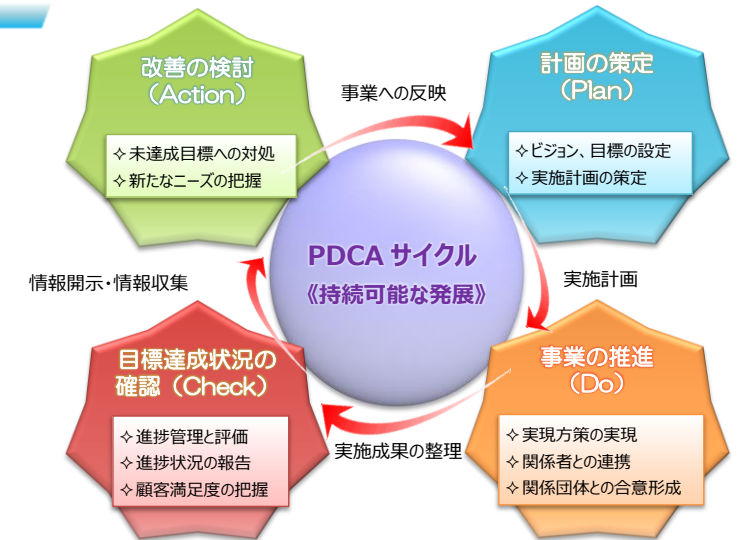 改善の検討
（Action）
✧未達成目標への対処
✧新たなニーズの把握
事業への反映
計画の策定
（Plan）
✧ビジョン、目標の設定
✧実施計画の策定
PDCA サイクル
《持続可能な発展》
情報開示・情報収集
実施計画
目標達成状況の
確認（Check）
✧進捗管理と評価
✧進捗状況の報告
✧顧客満足度の把握
実施成果の整理
事業の推進
（Do）
✧実現方策の実現
✧関係者との連携
✧関係団体との合意形成